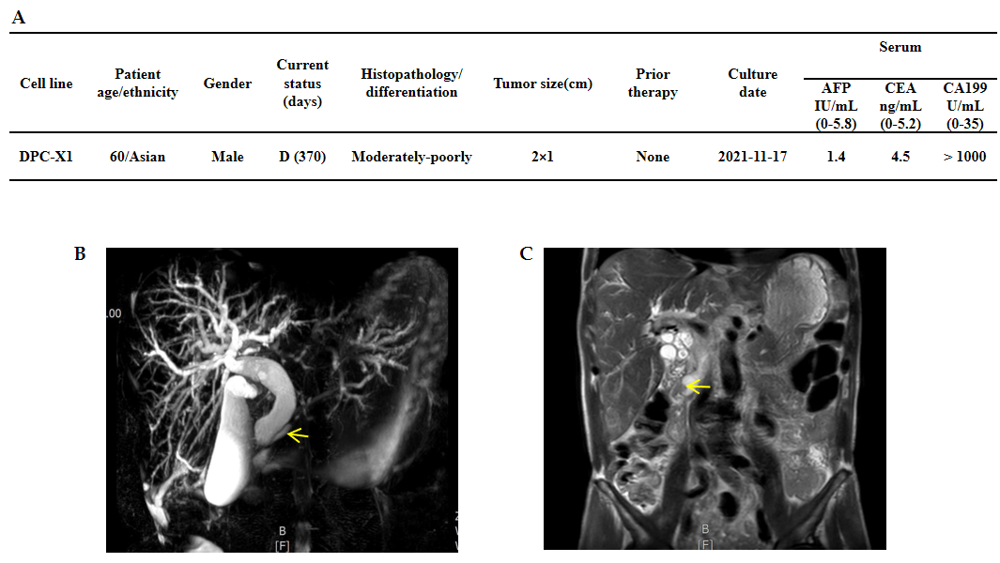 A
Serum
Cell line
Patient
age/ethnicity
Gender
Current
status
(days)
Histopathology/
differentiation
Tumor size(cm)
Prior
therapy
Culture
date
AFP
IU/mL
(0-5.8)
CEA
ng/mL
(0-5.2)
CA199
U/mL
(0-35)
DPC-X1 60/Asian Male D (370) Moderately-poorly 2×1 None 2021-11-17 1.4 4.5 > 1000
B
C
.00
B
[F]
B
[F]